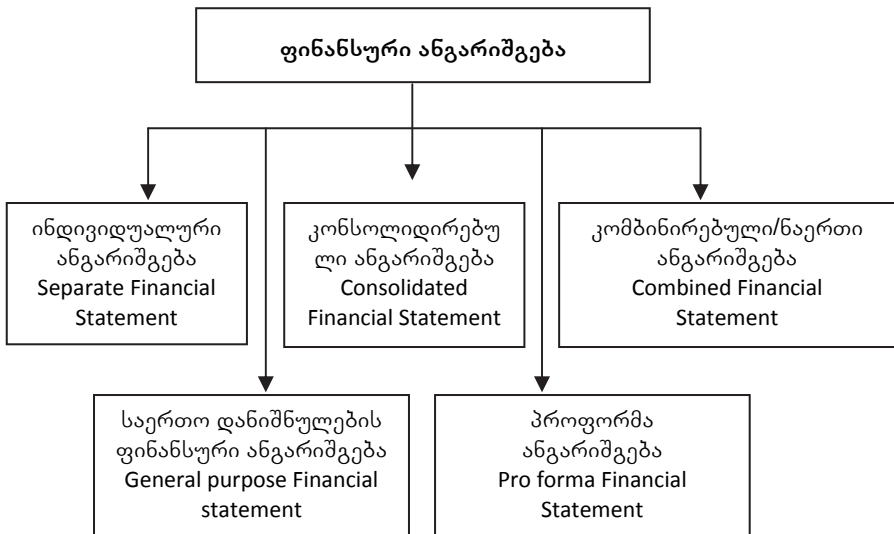 ფინანსური ანგარიშგება
ინდივიდუალური
ანგარიშგება
Separate Financial
Statement
კონსოლიდირებუ
ლი ანგარიშგება
Consolidated
Financial Statement
კომბინირებული/ნაერთი
ანგარიშგება
Combined Financial
Statement
საერთო დანიშნულების
ფინანსური ანგარიშგება
General purpose Financial
statement
პროფორმა
ანგარიშგება
Pro forma Financial
Statement